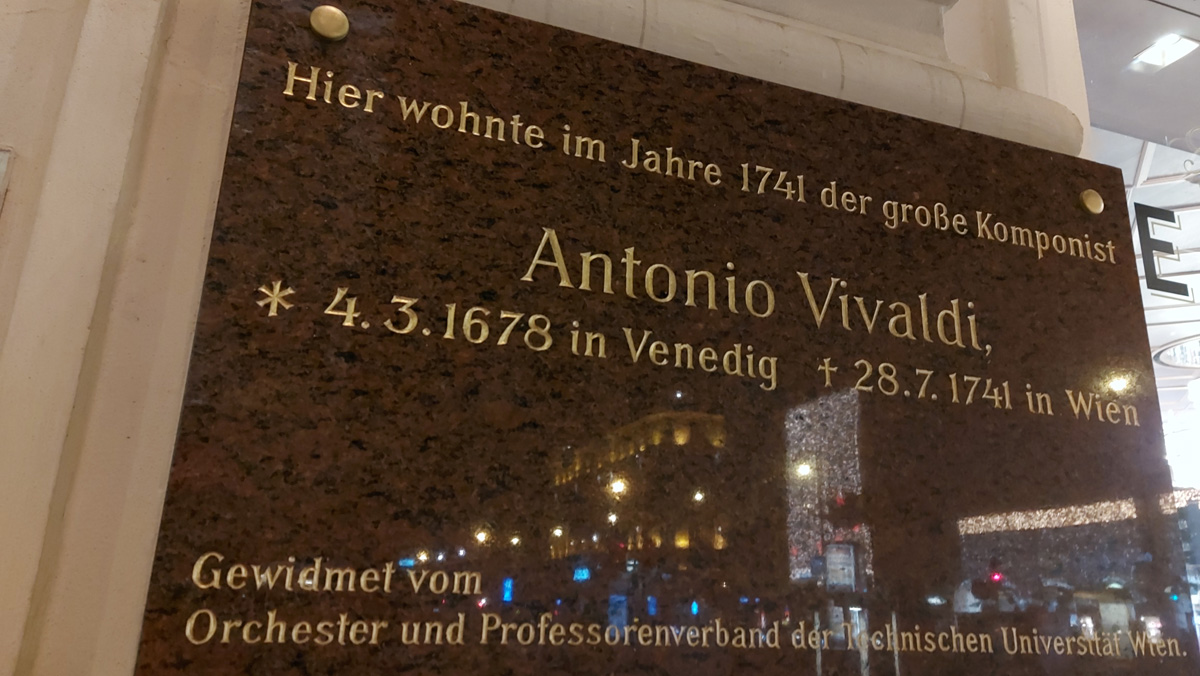 Hier wohnte im Jahre 1741 der große Komponist
Antonio Vivaldi,
* 4.3.1678 in Venedig † 28.7.1741 in Wien
Gewidmet vom
Orchester und Professorenverband der Technischen Universität Wien.
E